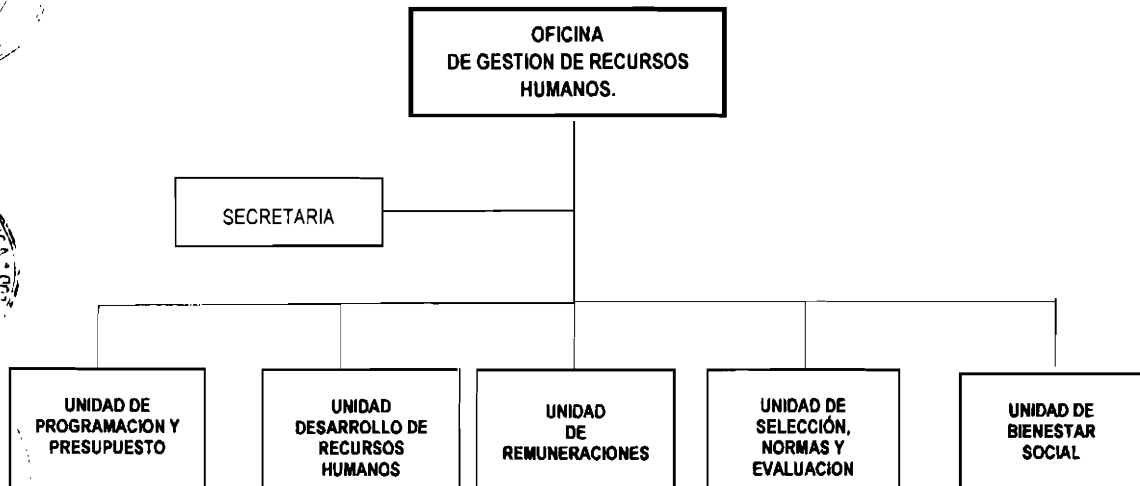 OFICINA
DE GESTION DE RECURSOS
HUMANOS.
SECRETARIA
UNIDAD DE
PROGRAMACION Y
PRESUPUESTO
UNIDAD
DESARROLLO DE
RECURSOS
HUMANOS
UNIDAD
DE
REMUNERACIONES
UNIDAD DE
SELECCIÓN,
NORMAS Y
EVALUACION
UNIDAD DE
BIENESTAR
SOCIAL